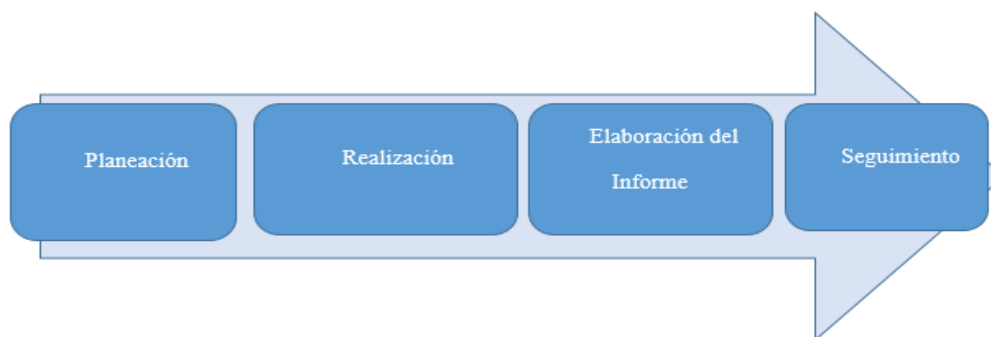 Planeación
Realización
Elaboración del
Informe
Seguimiento